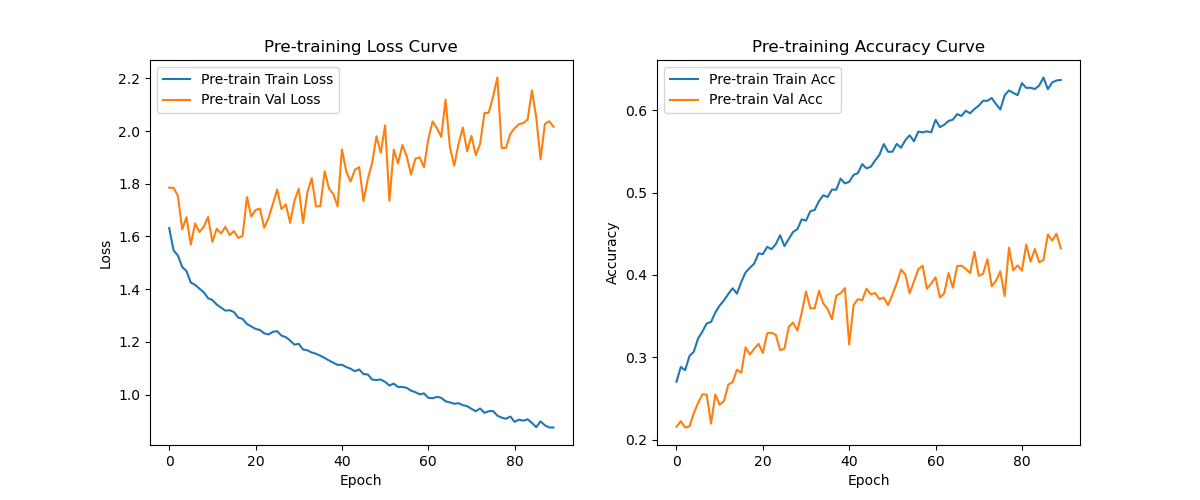 Pre-training Loss Curve
Pre-train Train Loss
Pre-train Val Loss
2.2
2.0
1.8
1.6
1.4
1.2
1.0
Loss
0 20 40 60 80
Epoch
Pre-training Accuracy Curve
Pre-train Train Acc
Pre-train Val Acc
0.6
0.5
0.4
0.3
0.2
Accuracy
0 20 40 60 80
Epoch